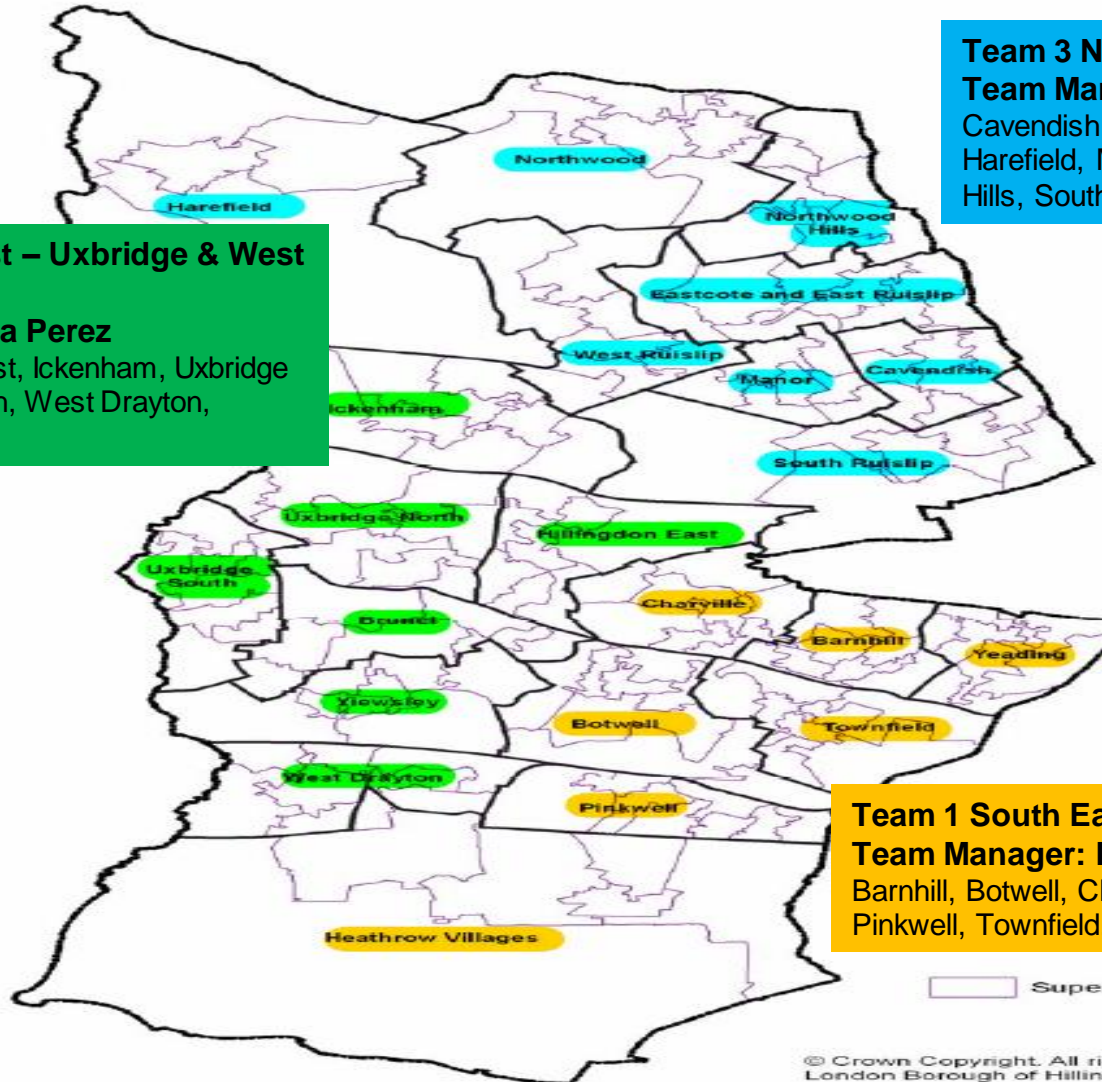 Team 3 N
Team Mar
Cavendish
Harefield, N
Hills, South
Northwood
Harefield
Northwood
Hills
t – Uxbridge & West
a Perez
st, Ickenham, Uxbridge
n, West Drayton,
Eastcote and East Ruislip
West Ruislip
Manor
Cavendish
Ickenham
South Ruislip
Uxbridge North
Hillingdon East
Uxbridge
South
Charville
Brunel
Barnhill
Yeading
Yiewsley
Botwell
Townfield
West Drayton
Pinkwell
Team 1 South Ea
Team Manager: 
Barnhill, Botwell, Cl
Pinkwell, Townfield
Heathrow Villages
Supe
© Crown Copyright. All ri
London Borough of Hillin